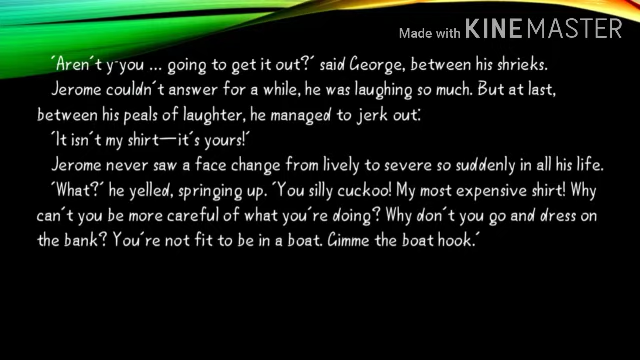 Made with KINEMASTER
'Aren't y-you ... going to get it out?' said George, between his shrieks.
Jerome couldn't answer for a while, he was laughing so much. But at last,
between his peals of laughter, he managed to jerk out:
'It isn't my shirt—it's yours!'
Jerome never saw a face change from lively to severe so suddenly in all his life.
'What?' he yelled, springing up. 'You silly cuckoo! My most expensive shirt! Why
can't you be more careful of what you're doing? Why don't you go and dress on
the bank? You're not fit to be in a boat. Gimme the boat hook.'